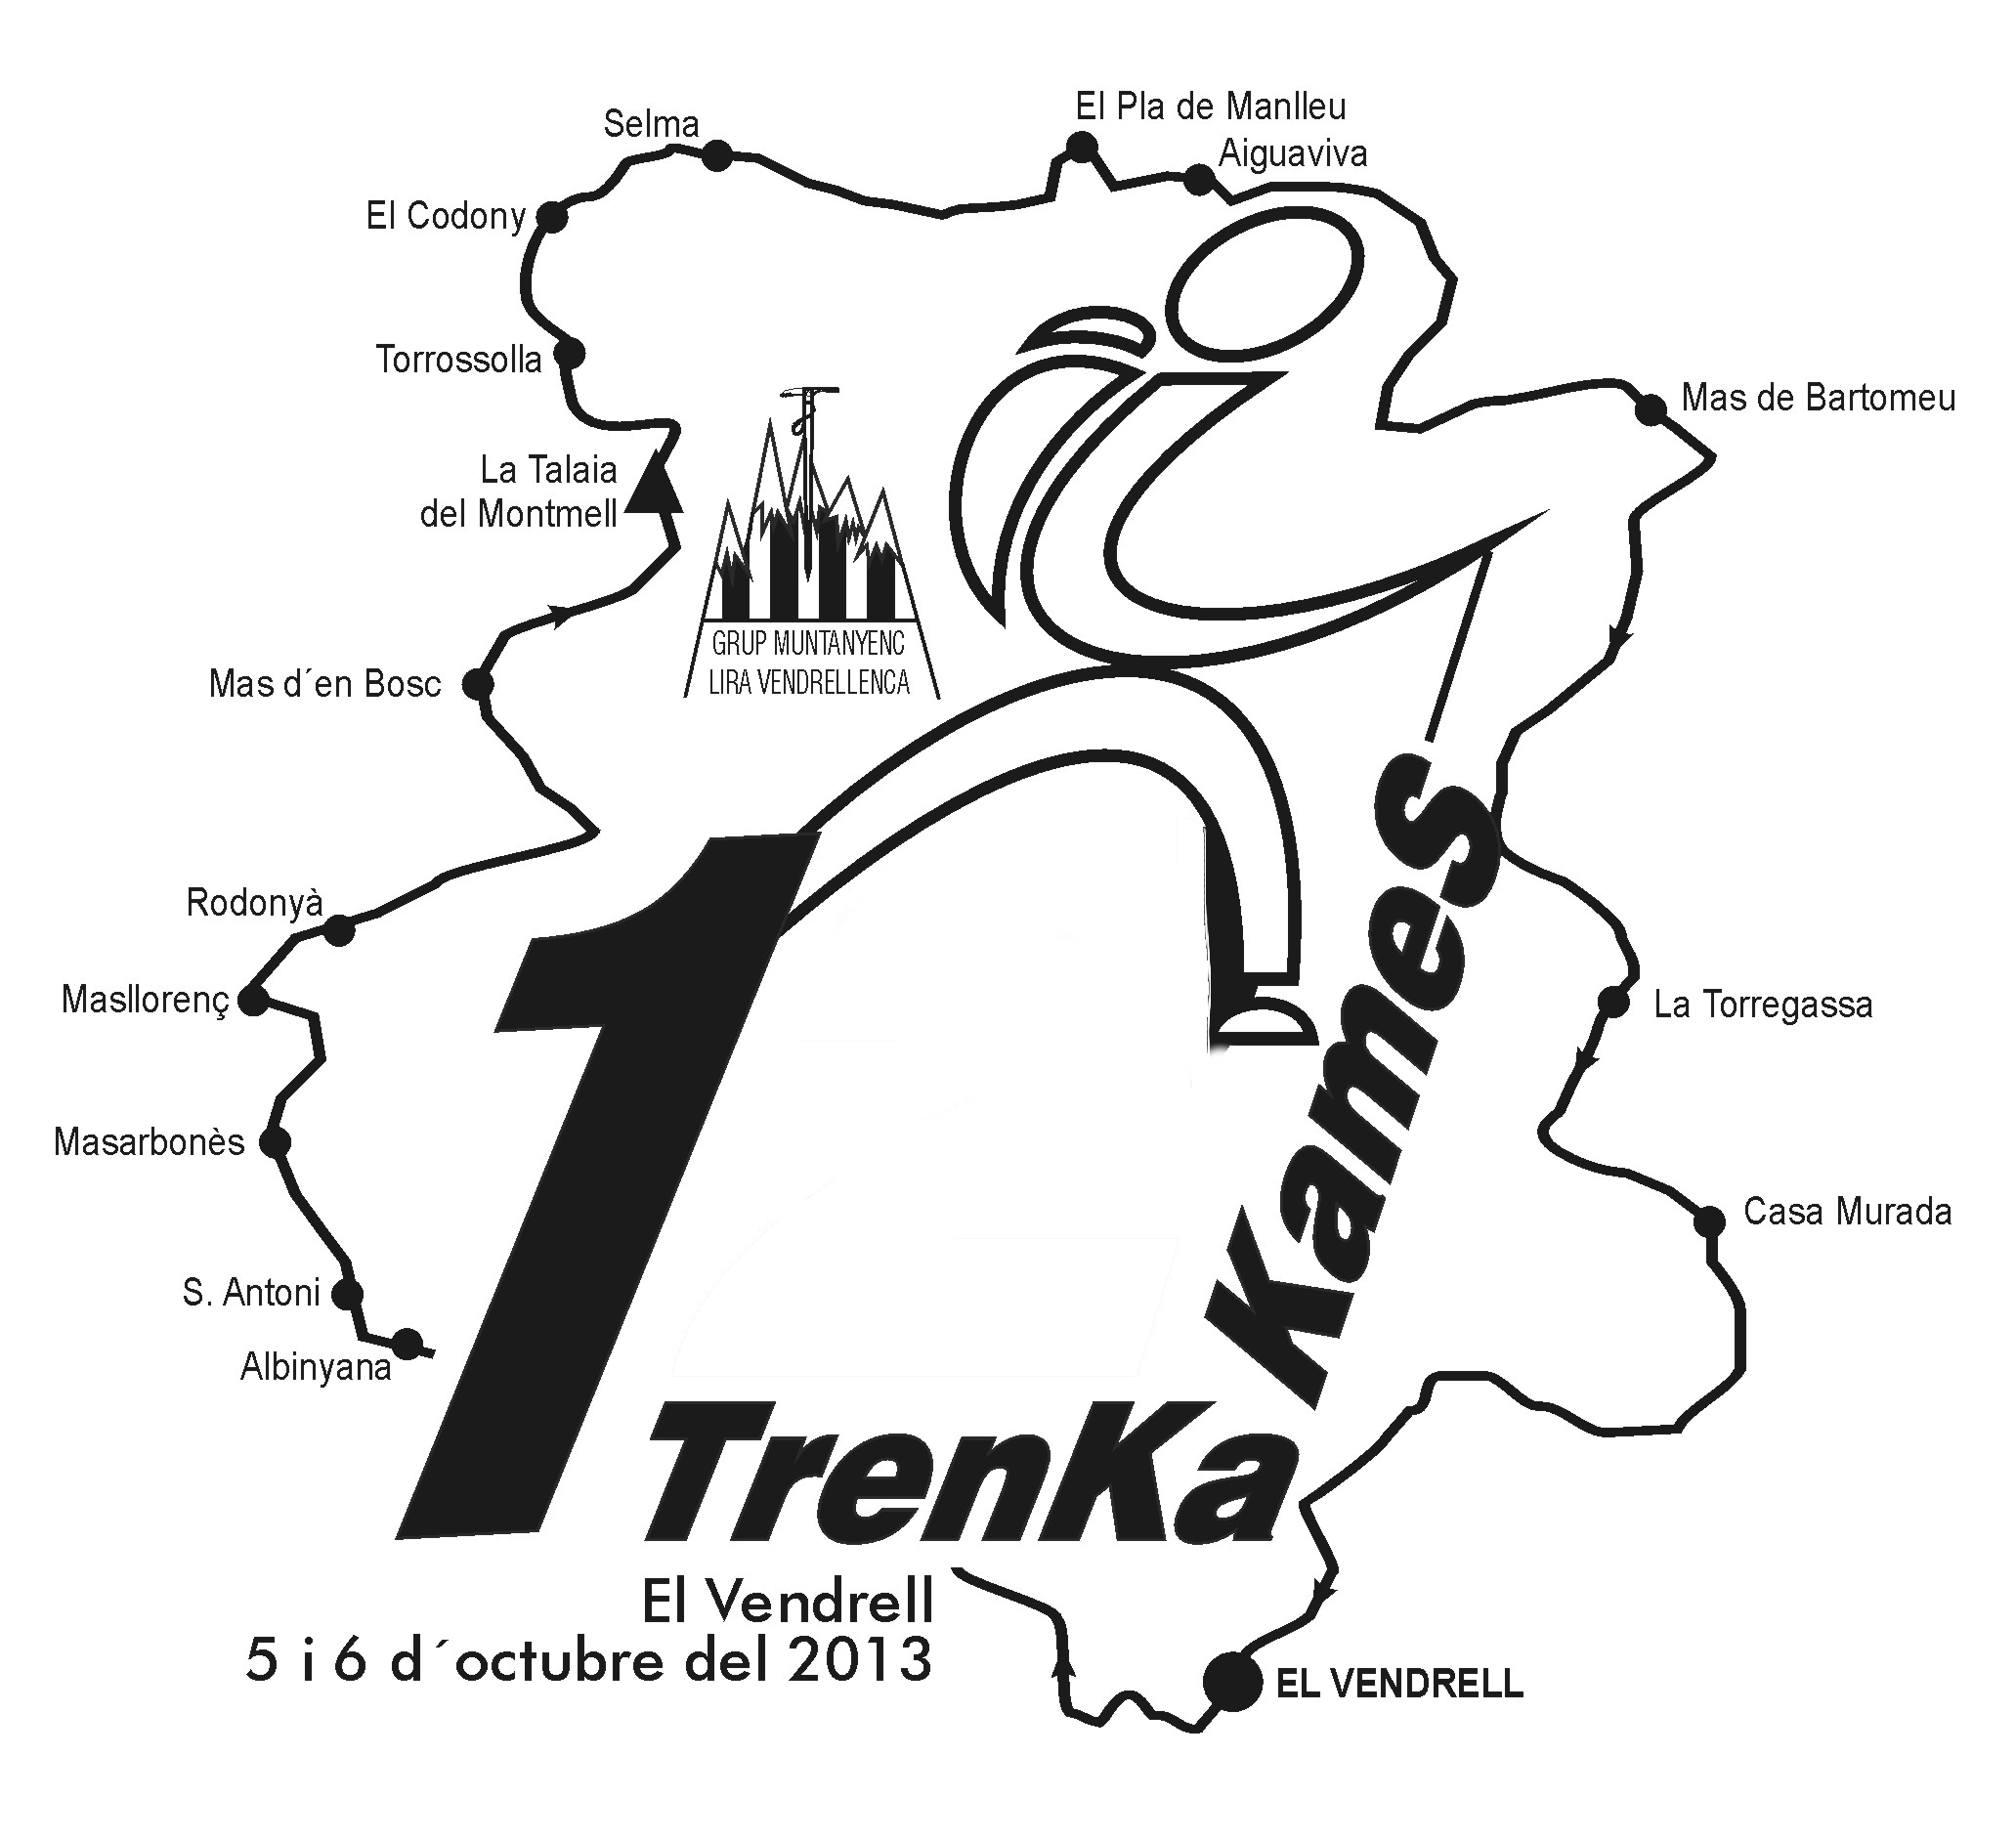 El Pla de Manlleu
Selma
Aiguaviva
El Codony
Torrossolla
Mas de Bartomeu
La Talaia
del Montmell
GRUP MUNTANYENC
LIRA VENDRELLENCA
Mas d´en Bosc
Rodonyà
Masllorenç
La Torregassa
Masarbonès
Casa Murada
S. Antoni
Albinyana
1
TrenKa
Kames
El Vendrell
5 i 6 d´octubre del 2013
EL VENDRELL